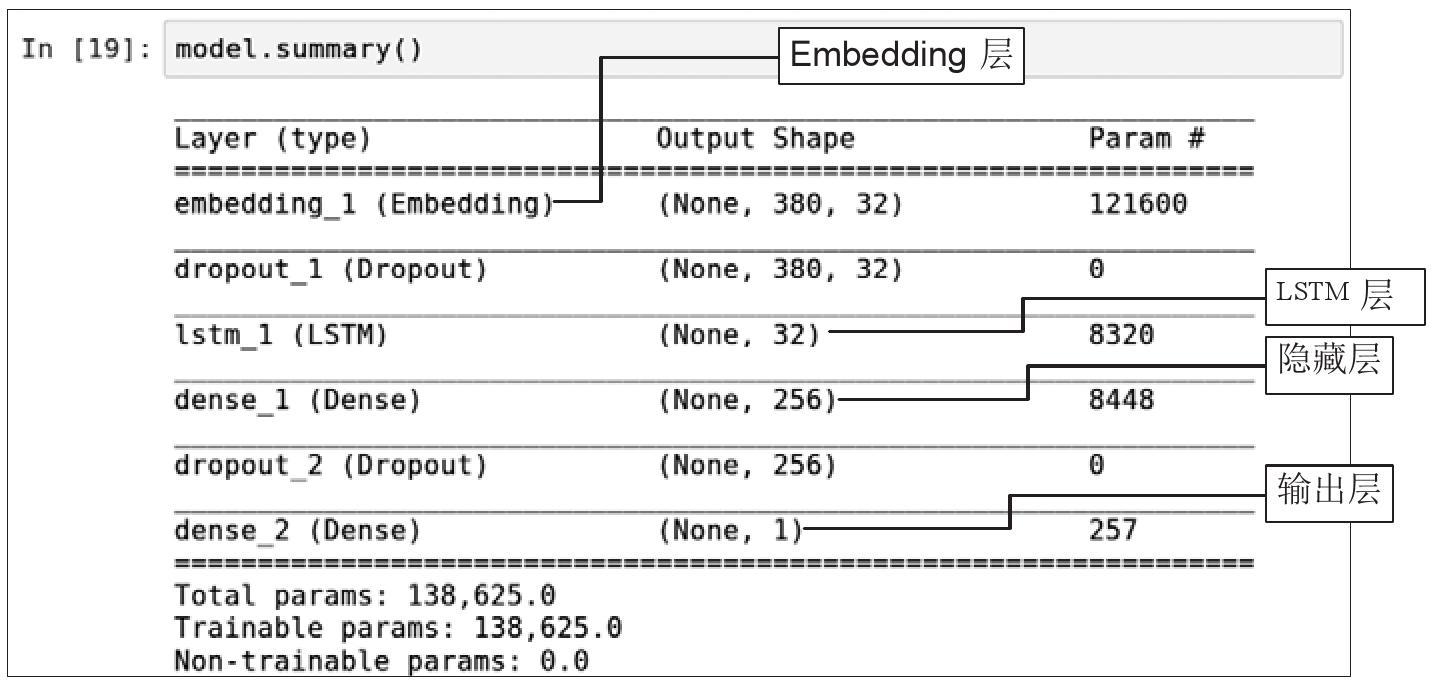 In [19]: model.summary()
Embedding 层
Layer (type) Output Shape Param #
=================================================================
embedding_1 (Embedding) (None, 380, 32) 121600
dropout_1 (Dropout) (None, 380, 32) 0
LSTM 层
lstm_1 (LSTM) (None, 32) 8320
隐藏层
dense_1 (Dense) (None, 256) 8448
dropout_2 (Dropout) (None, 256) 0
输出层
dense_2 (Dense) (None, 1) 257
=================================================================
Total params: 138,625.0
Trainable params: 138,625.0
Non-trainable params: 0.0